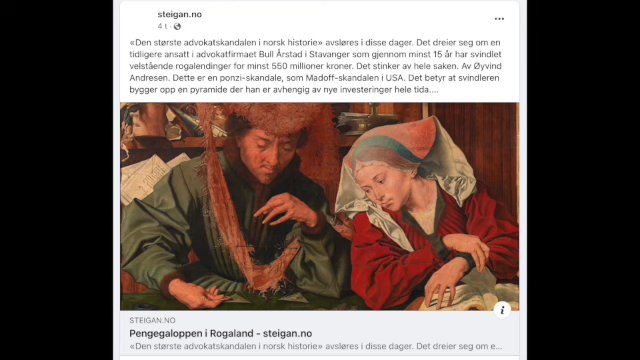 steigan.no
4 t ·
«Den største advokatskandalen i norsk historie» avsløres i disse dager. Det dreier seg om en
tidligere ansatt i advokatfirmaet Bull Årstad i Stavanger som gjennom minst 15 år har svindlet
velstående rogalendinger for minst 550 millioner kroner. Det stinker av hele saken. Av Øyvind
Andresen. Dette er en ponzi-skandale, som Madoff-skandalen i USA. Det betyr at svindleren
bygger opp en pyramide der han er avhengig av nye investeringer hele tida....
STEIGAN.NO
Pengegaloppen i Rogaland - steigan.no
«Den største advokatskandalen i norsk historie» avsløres i disse dager. Det dreier seg om e...